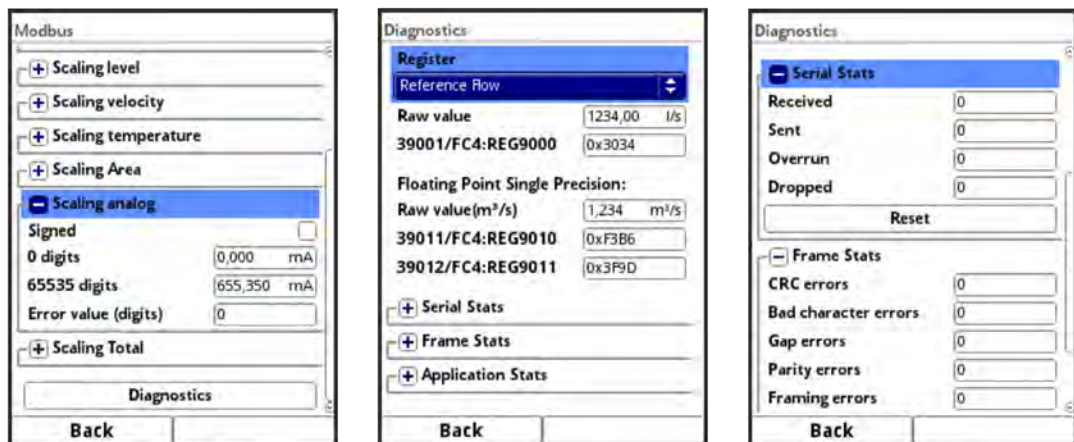 Modbus
Scaling level
Scaling velocity
Scaling temperature
Scaling Area
Scaling analog
Signed
0 digits 0,000 mA
65535 digits 655,350 mA
Error value (digits) 0
Scaling Total
Diagnostics
Back
Diagnostics
Register
Reference Flow
Raw value 1234,00 l/s
39001/FC4:REG9000 0x3034
Floating Point Single Precision:
Raw value(m³/s) 1,234 m³/s
39011/FC4:REG9010 0xF3B6
39012/FC4:REG9011 0x3F9D
Serial Stats
Frame Stats
Application Stats
Back
Diagnostics
Serial Stats
Received 0
Sent 0
Overrun 0
Dropped 0
Reset
Frame Stats
CRC errors 0
Bad character errors 0
Gap errors 0
Parity errors 0
Framing errors 0
Back